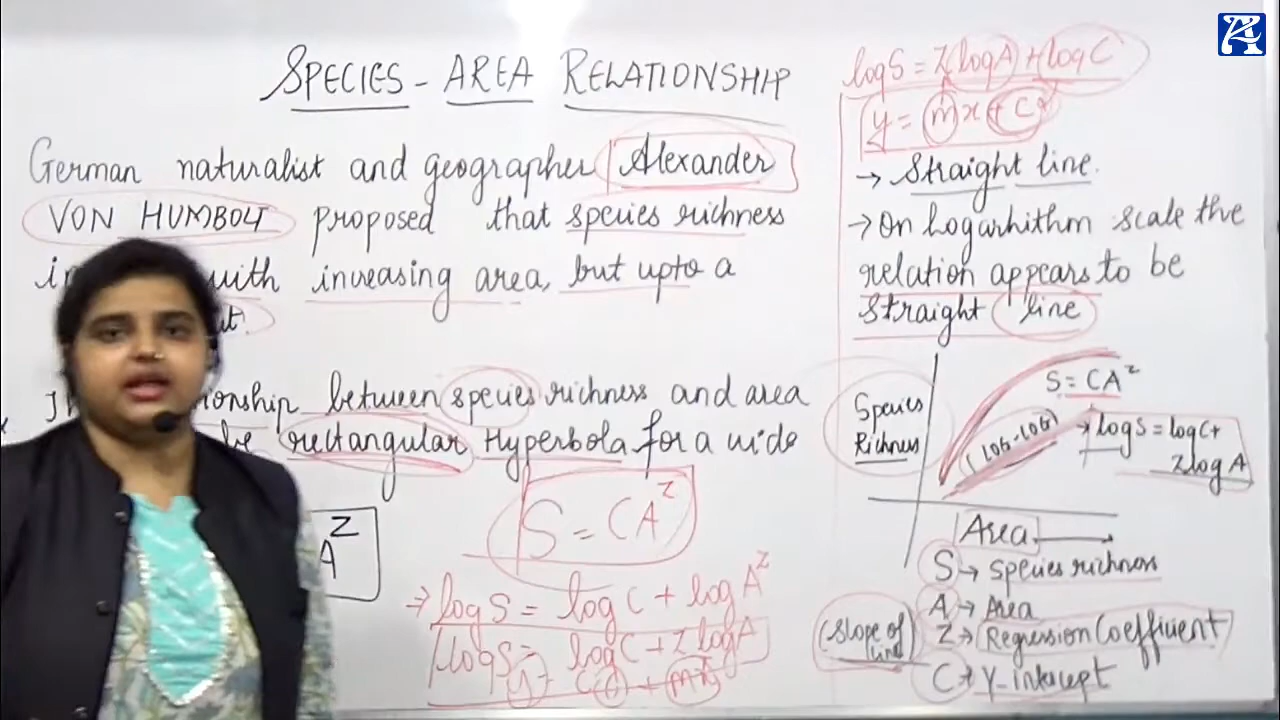 SPECIES - AREA RELATIONSHIP
German naturalist and geographer Alexander
VON HUMBOLT proposed that species richness
in with increasing area, but upto a
ionship between species richness and area
rectangular Hyperbola for a wide
A^Z
S = CA^Z
→ log S = log C + log A^Z
log S = log C + Z log A
log S = Z log A + log C
y = mx + C
→ Straight line.
→ On Logarhithm scale the
relation appears to be
straight line
Species
Richness
S = CA^Z
(LOG-LOG)
→ log S = log C +
Z log A
Area →
S → Species richness
A → Area
(Slope of
line)
Z → Regression Coefficient
C → Y-intercept